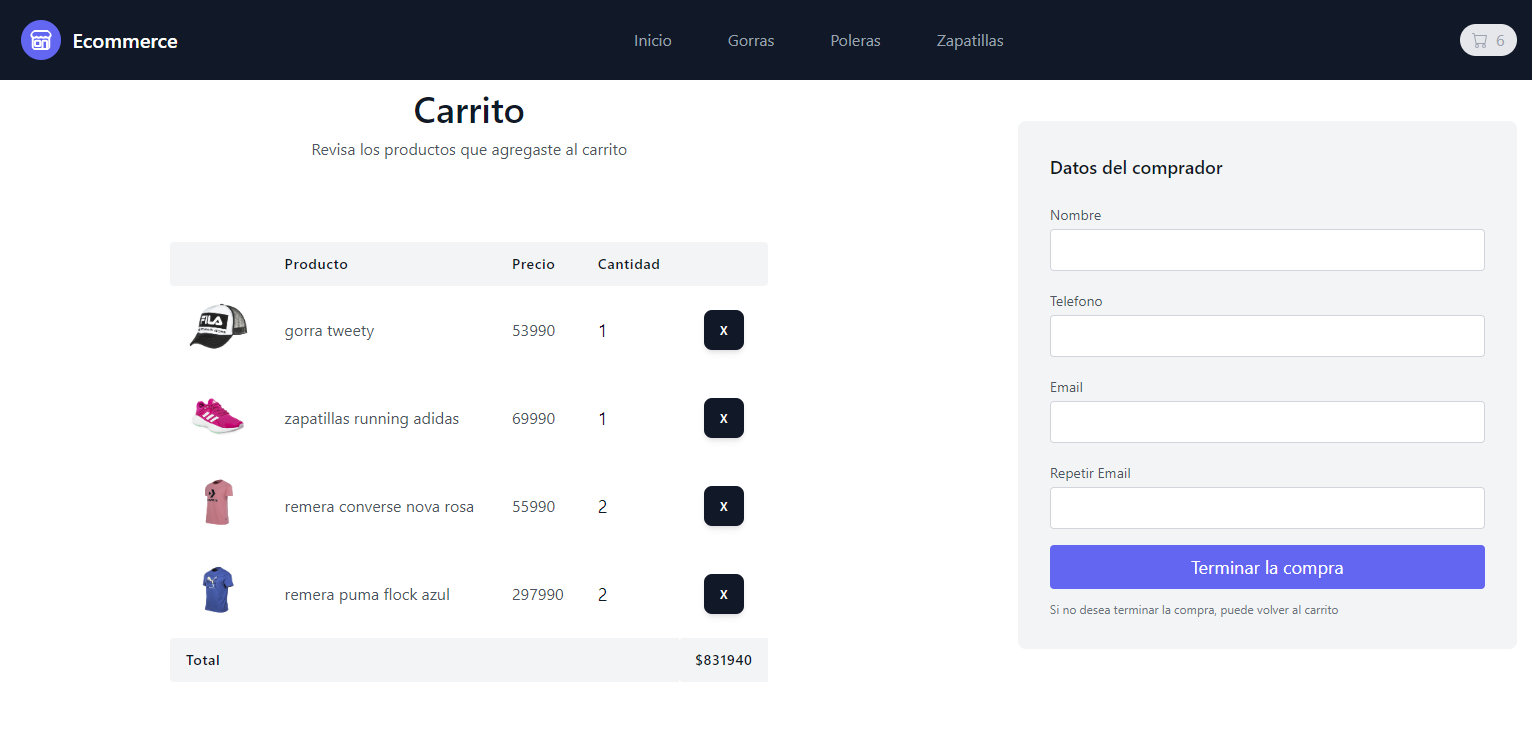 Ecommerce
Inicio Gorras Poleras Zapatillas
6
Carrito
Revisa los productos que agregaste al carrito
Producto Precio Cantidad
FILA
gorra tweety 53990 1 X
zapatillas running adidas 69990 1 X
remera converse nova rosa 55990 2 X
remera puma flock azul 297990 2 X
Total $831940
Datos del comprador
Nombre
Telefono
Email
Repetir Email
Terminar la compra
Si no desea terminar la compra, puede volver al carrito